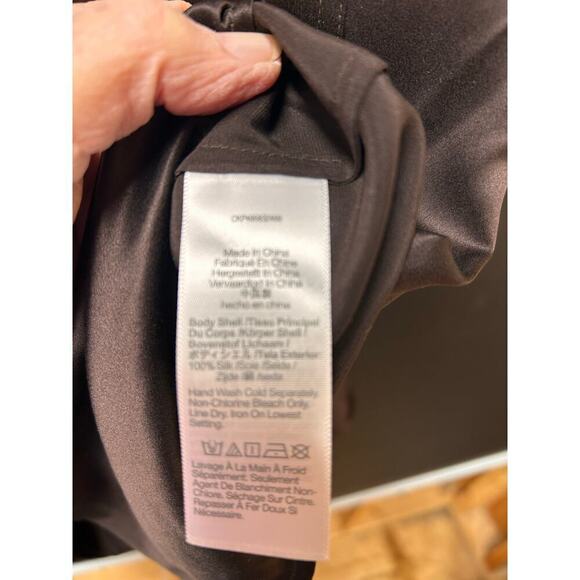 Made In China
Fabriqué En Chine
Hergestellt In China
Vervaardigd In China
中国製
hecho en china
Body Shell /Tissu Principal
Du Corps /Körper Shell /
Bovenstof Lichaam /
ボディシェル /Tela Exterior
100% Silk /Soie /Seide /
Zijde /絹 /seda
Hand Wash Cold Separately.
Non-Chlorine Bleach Only.
Line Dry. Iron On Lowest
Setting.
Lavage À La Main À Froid
Séparément. Seulement
Agent De Blanchiment Non-
Chlore. Séchage Sur Cintre.
Repasser À Fer Doux Si
Nécessaire.